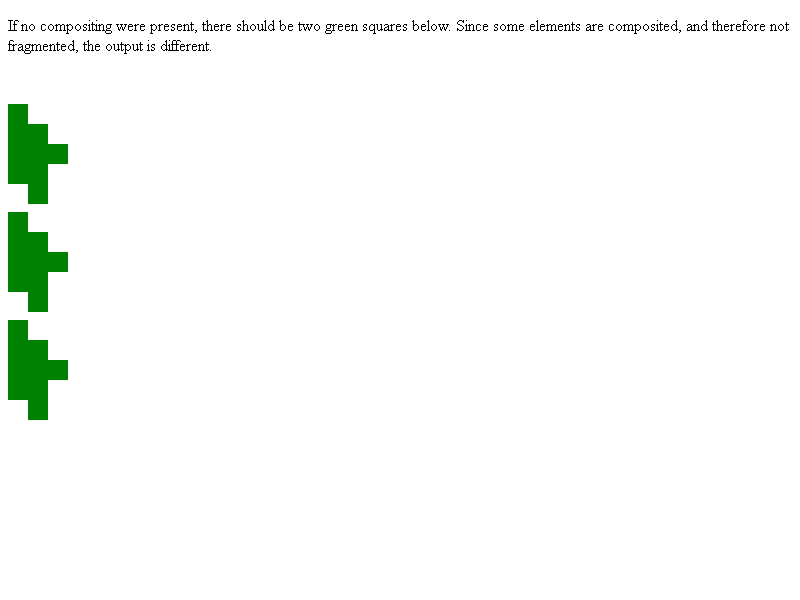 If no compositing were present, there should be two green squares below. Since some elements are composited, and therefore not
fragmented, the output is different.